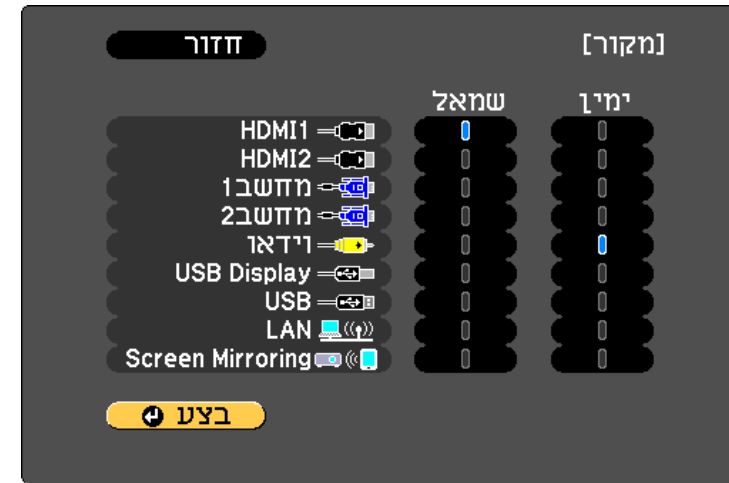 [מקור] חזור
ימין שמאל
HDMI1
HDMI2
מחשב1
מחשב2
וידאו
USB Display
USB
LAN
Screen Mirroring
בצע